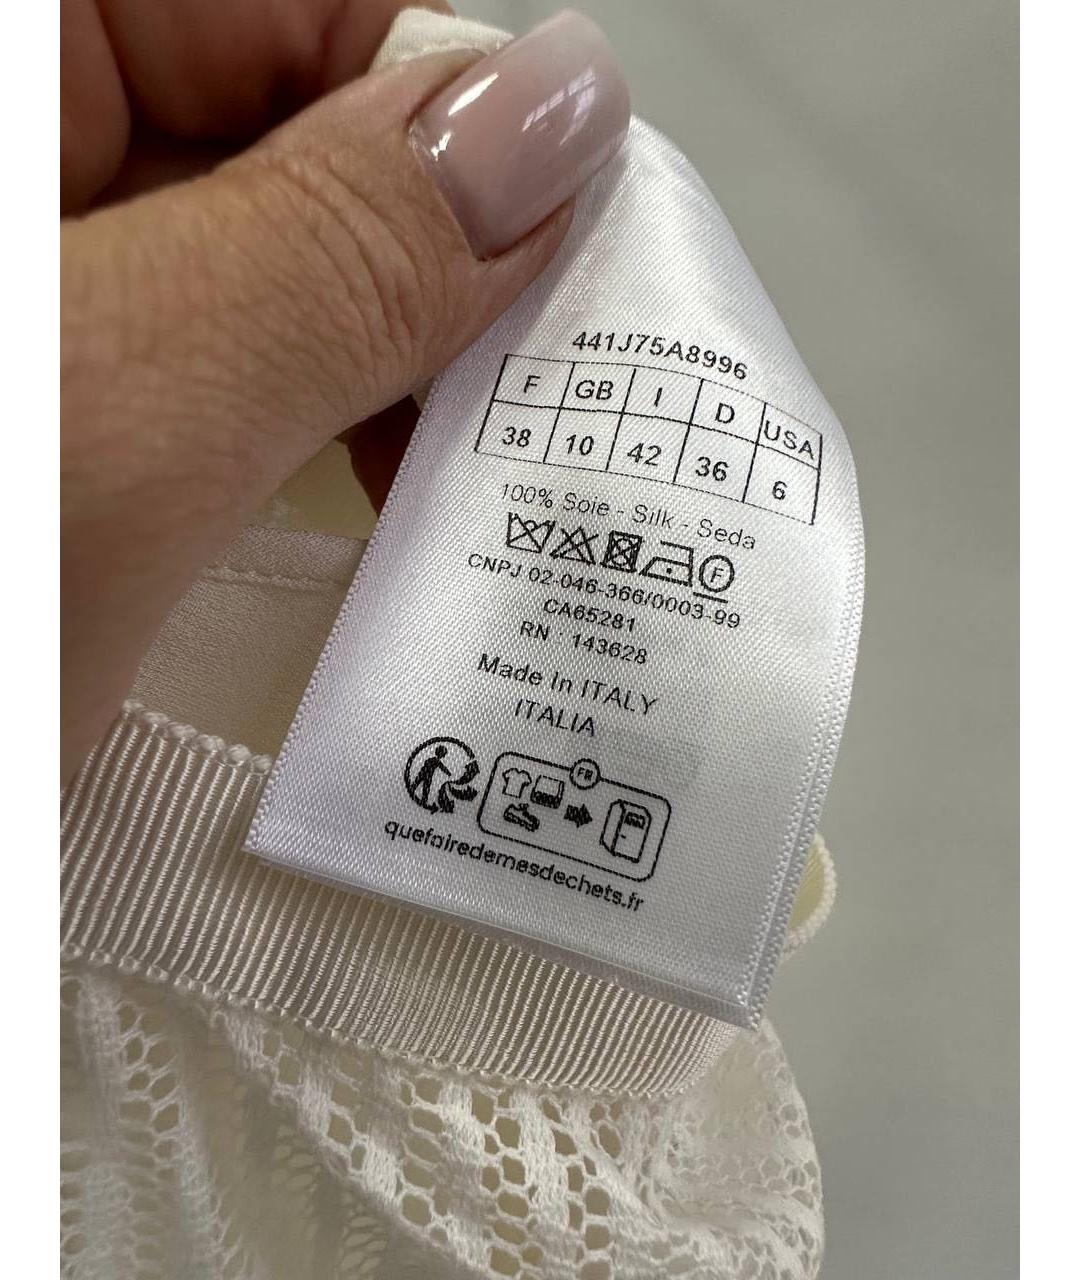 441J75A8996
F GB I D USA
38 10 42 36 6
100% Soie - Silk - Seda
F
CNPJ 02-046-366/0003-99
CA65281
RN : 143628
Made In ITALY
ITALIA
FR
quefairedemesdechets.fr